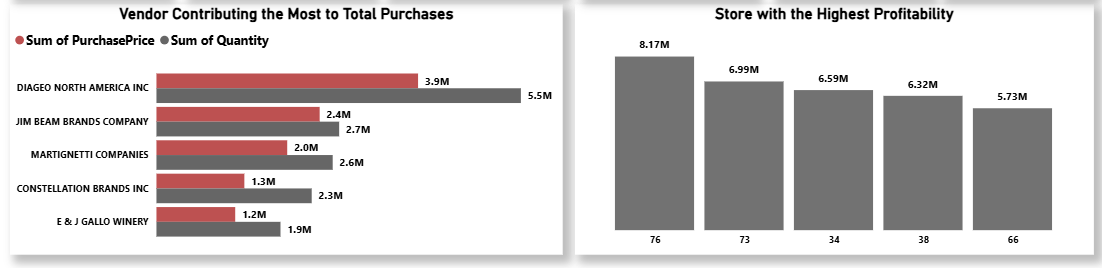 Vendor Contributing the Most to Total Purchases
Sum of PurchasePrice Sum of Quantity
DIAGEO NORTH AMERICA INC
3.9M
5.5M
JIM BEAM BRANDS COMPANY
2.4M
2.7M
MARTIGNETTI COMPANIES
2.0M
2.6M
CONSTELLATION BRANDS INC
1.3M
2.3M
E & J GALLO WINERY
1.2M
1.9M
Store with the Highest Profitability
8.17M
6.99M
6.59M
6.32M
5.73M
76 73 34 38 66